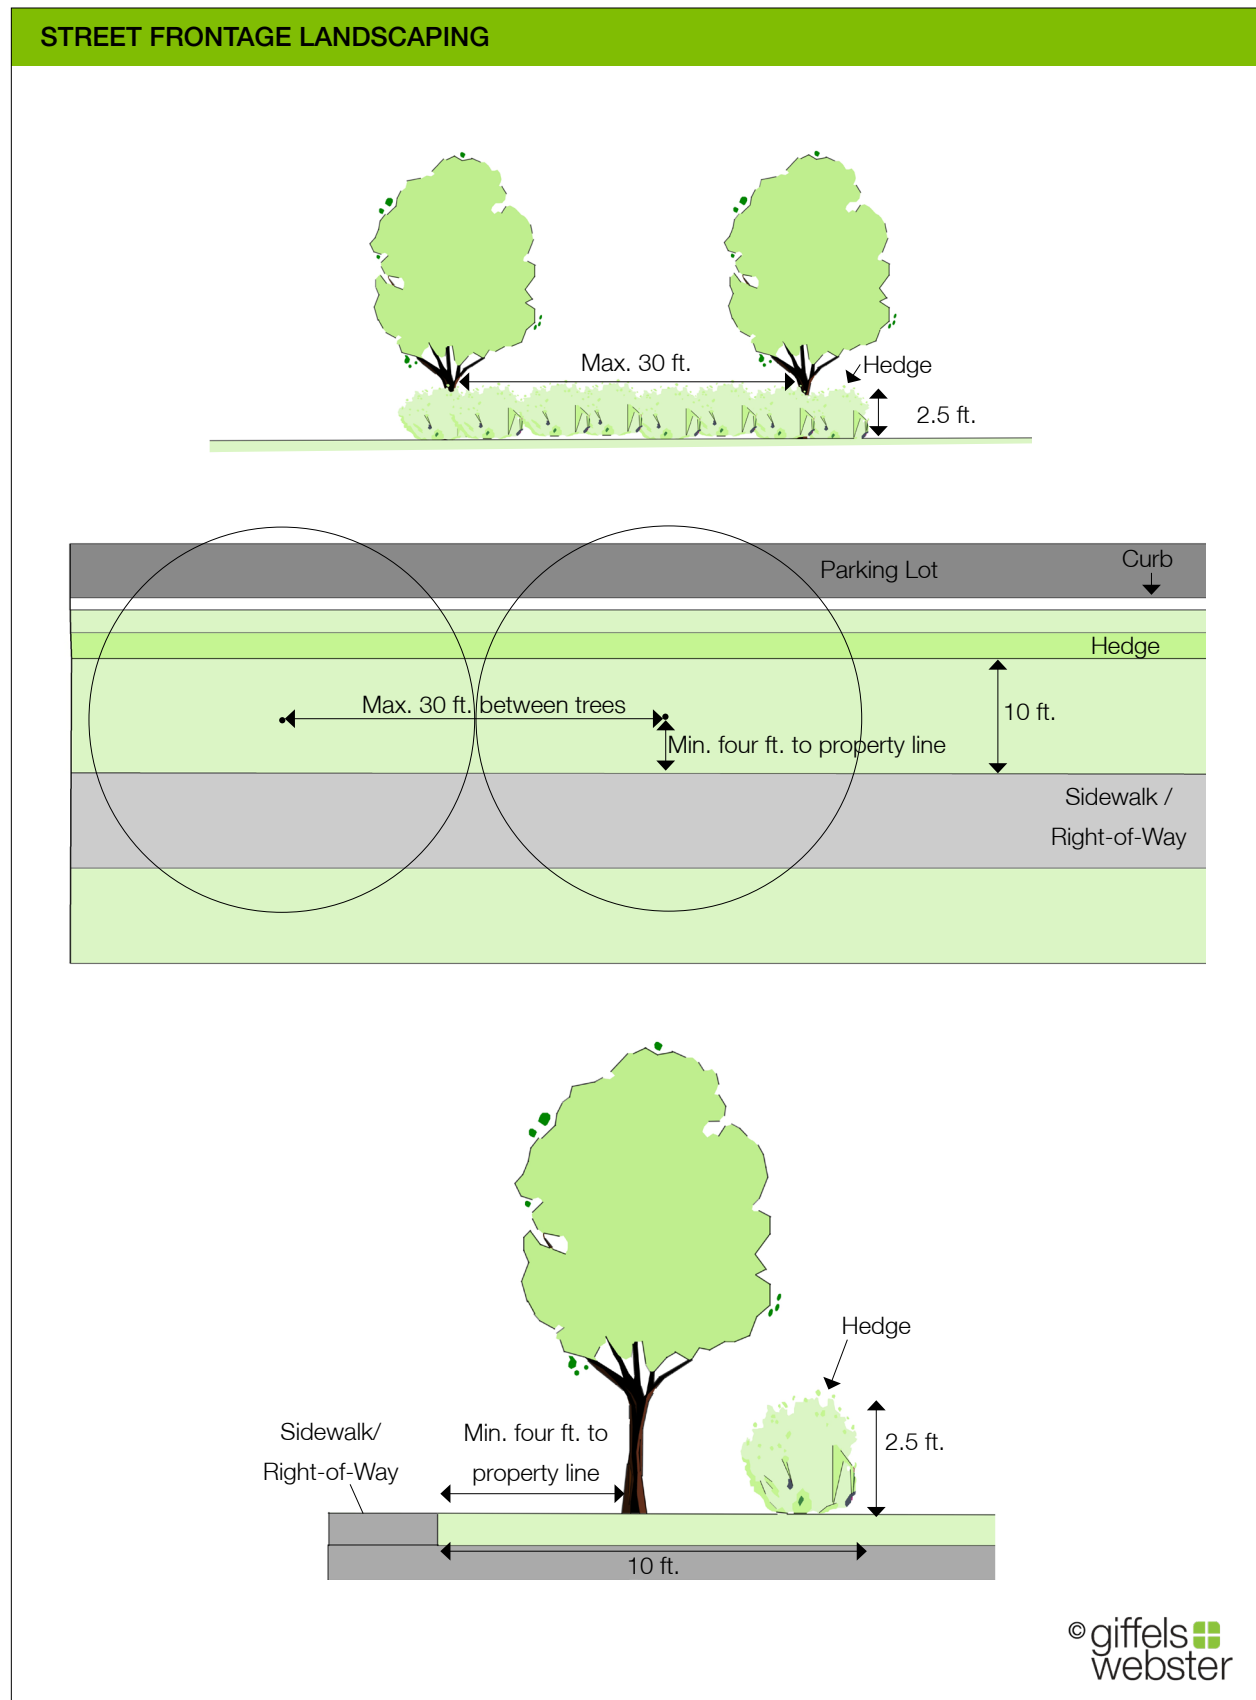 STREET FRONTAGE LANDSCAPING
Max. 30 ft.
Hedge
2.5 ft.
Parking Lot
Curb
Hedge
Max. 30 ft. between trees
10 ft.
Min. four ft. to property line
Sidewalk /
Right-of-Way
Hedge
Sidewalk/
Right-of-Way
Min. four ft. to
property line
2.5 ft.
10 ft.
© giffels
webster